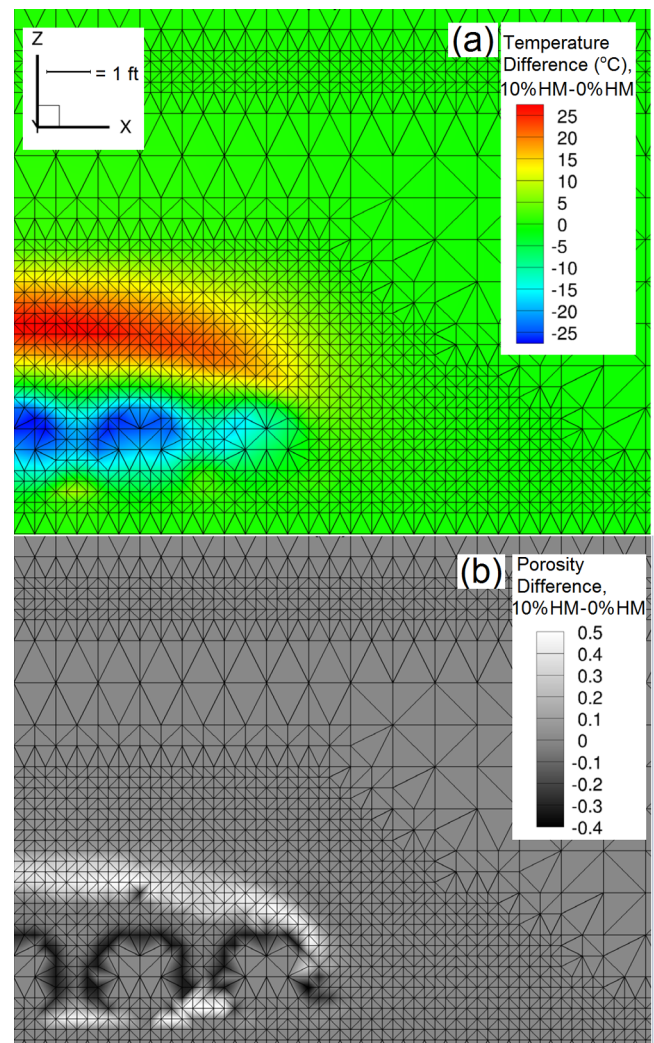 (a)
Z
= 1 ft
Y
X
Temperature
Difference (°C),
10%HM-0%HM
25
20
15
10
5
0
-5
-10
-15
-20
-25
(b)
Porosity
Difference,
10%HM-0%HM
0.5
0.4
0.3
0.2
0.1
0
-0.1
-0.2
-0.3
-0.4